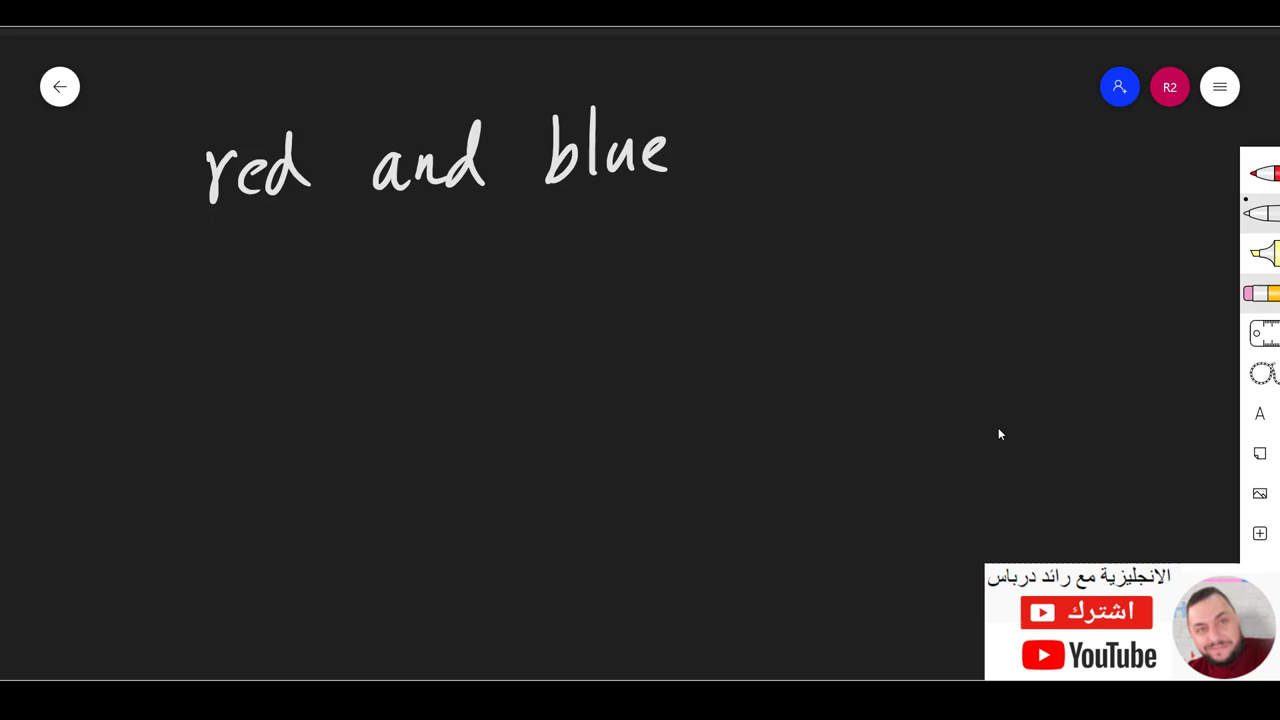 R2
red and blue
A
الانجليزية مع رائد درباس
اشترك
YouTube